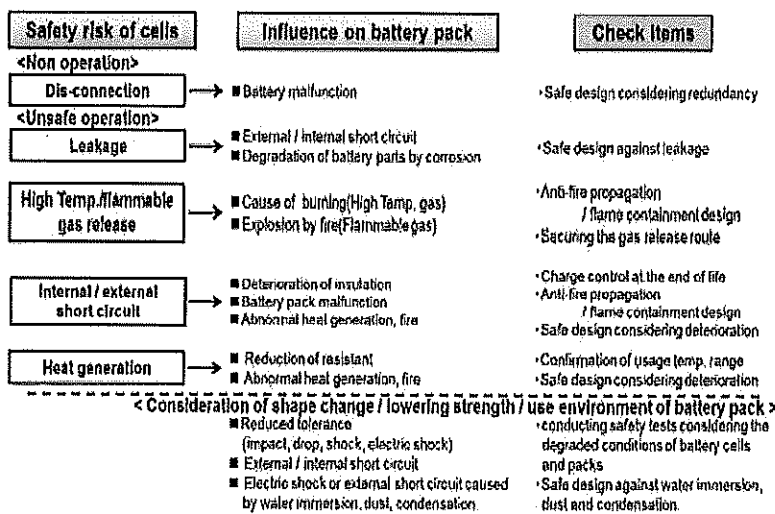 Safety risk of cells
Influence on battery pack
Check Items
<Non operation>
Dis-connection
■ Battery malfunction
・Safe design considering redundancy
<Unsafe operation>
Leakage
■ External / internal short circuit
■ Degradation of battery parts by corrosion
・Safe design against leakage
High Temp./flammable
gas release
■ Cause of burning(High Temp, gas)
■ Explosion by fire(Flammable gas)
・Anti-fire propagation
/ flame containment design
・Securing the gas release route
Internal / external
short circuit
■ Deterioration of insulation
■ Battery pack malfunction
■ Abnormal heat generation, fire
・Charge control at the end of life
・Anti-fire propagation
/ flame containment design
・Safe design considering deterioration
Heat generation
■ Reduction of resistant
■ Abnormal heat generation, fire
・Confirmation of usage temp. range
・Safe design considering deterioration
< Consideration of shape change / lowering strength / use environment of battery pack >
■ Reduced tolerance
(impact, drop, shock, electric shock)
■ External / internal short circuit
■ Electric shock or external short circuit caused
by water immersion, dust, condensation.
・conducting safety tests considering the
degraded conditions of battery cells
and packs
・Safe design against water immersion,
dust and condensation.